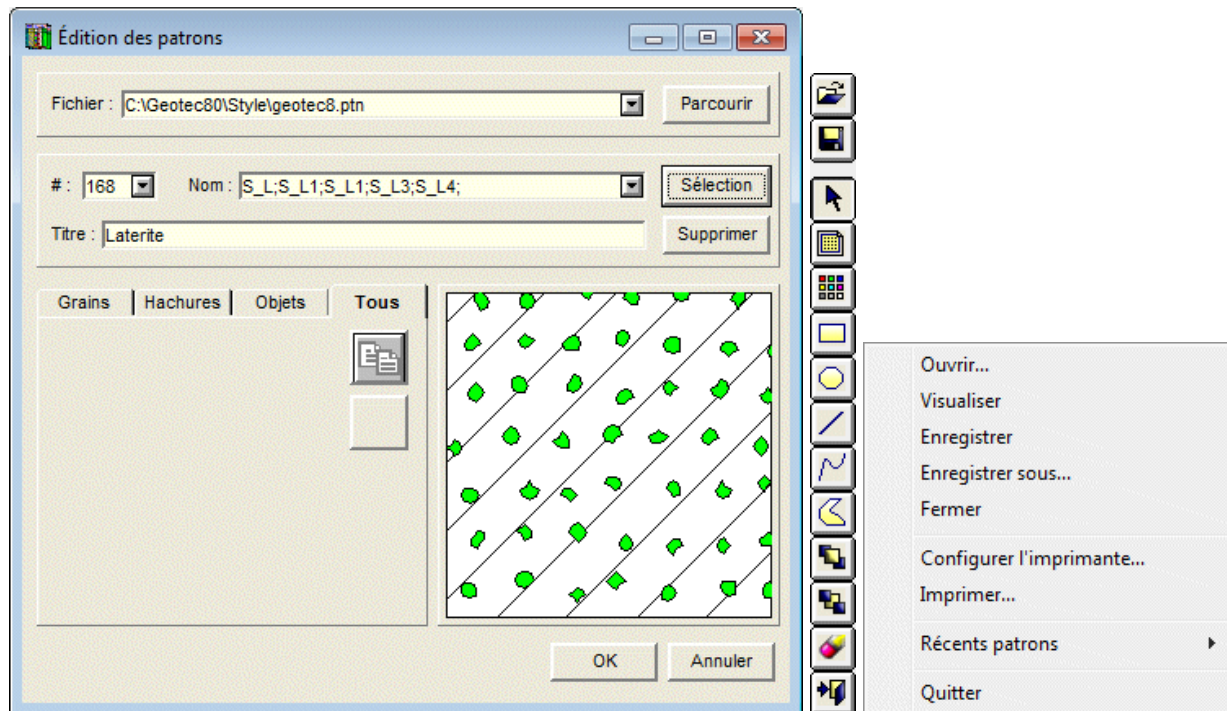 Édition des patrons
Fichier : C:\Geotec80\Style\geotec8.ptn Parcourir
# : 168 Nom : S_L;S_L1;S_L1;S_L3;S_L4; Sélection
Titre : Laterite Supprimer
Grains Hachures Objets Tous
OK Annuler
Ouvrir...
Visualiser
Enregistrer
Enregistrer sous...
Fermer
Configurer l'imprimante...
Imprimer...
Récents patrons
Quitter